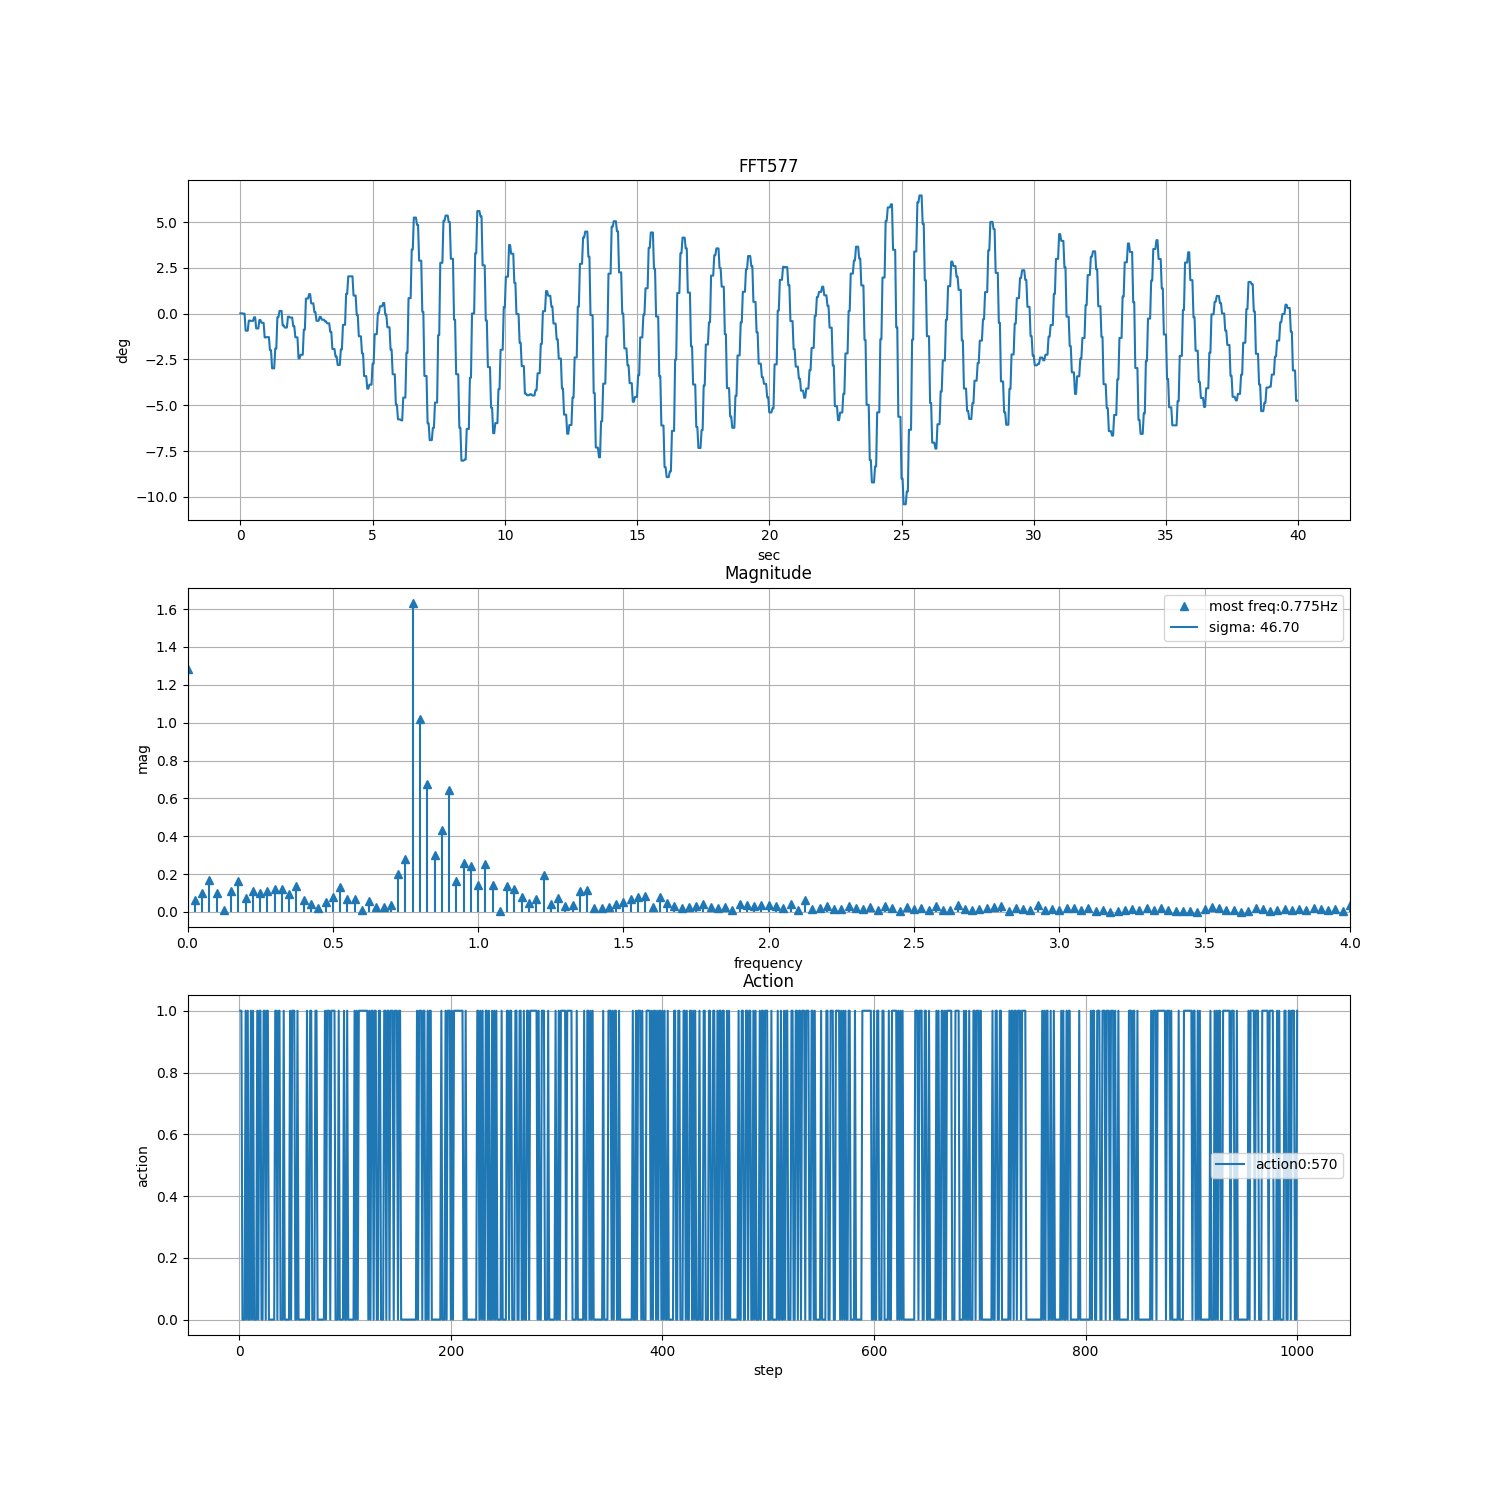 FFT577
5.0
2.5
0.0
−2.5
−5.0
−7.5
−10.0
deg
0 5 10 15 20 25 30 35 40
sec
Magnitude
most freq:0.775Hz
sigma: 46.70
1.6
1.4
1.2
1.0
0.8
0.6
0.4
0.2
0.0
mag
0.0 0.5 1.0 1.5 2.0 2.5 3.0 3.5 4.0
frequency
Action
1.0
0.8
0.6
0.4
0.2
0.0
action
action0:570
0 200 400 600 800 1000
step